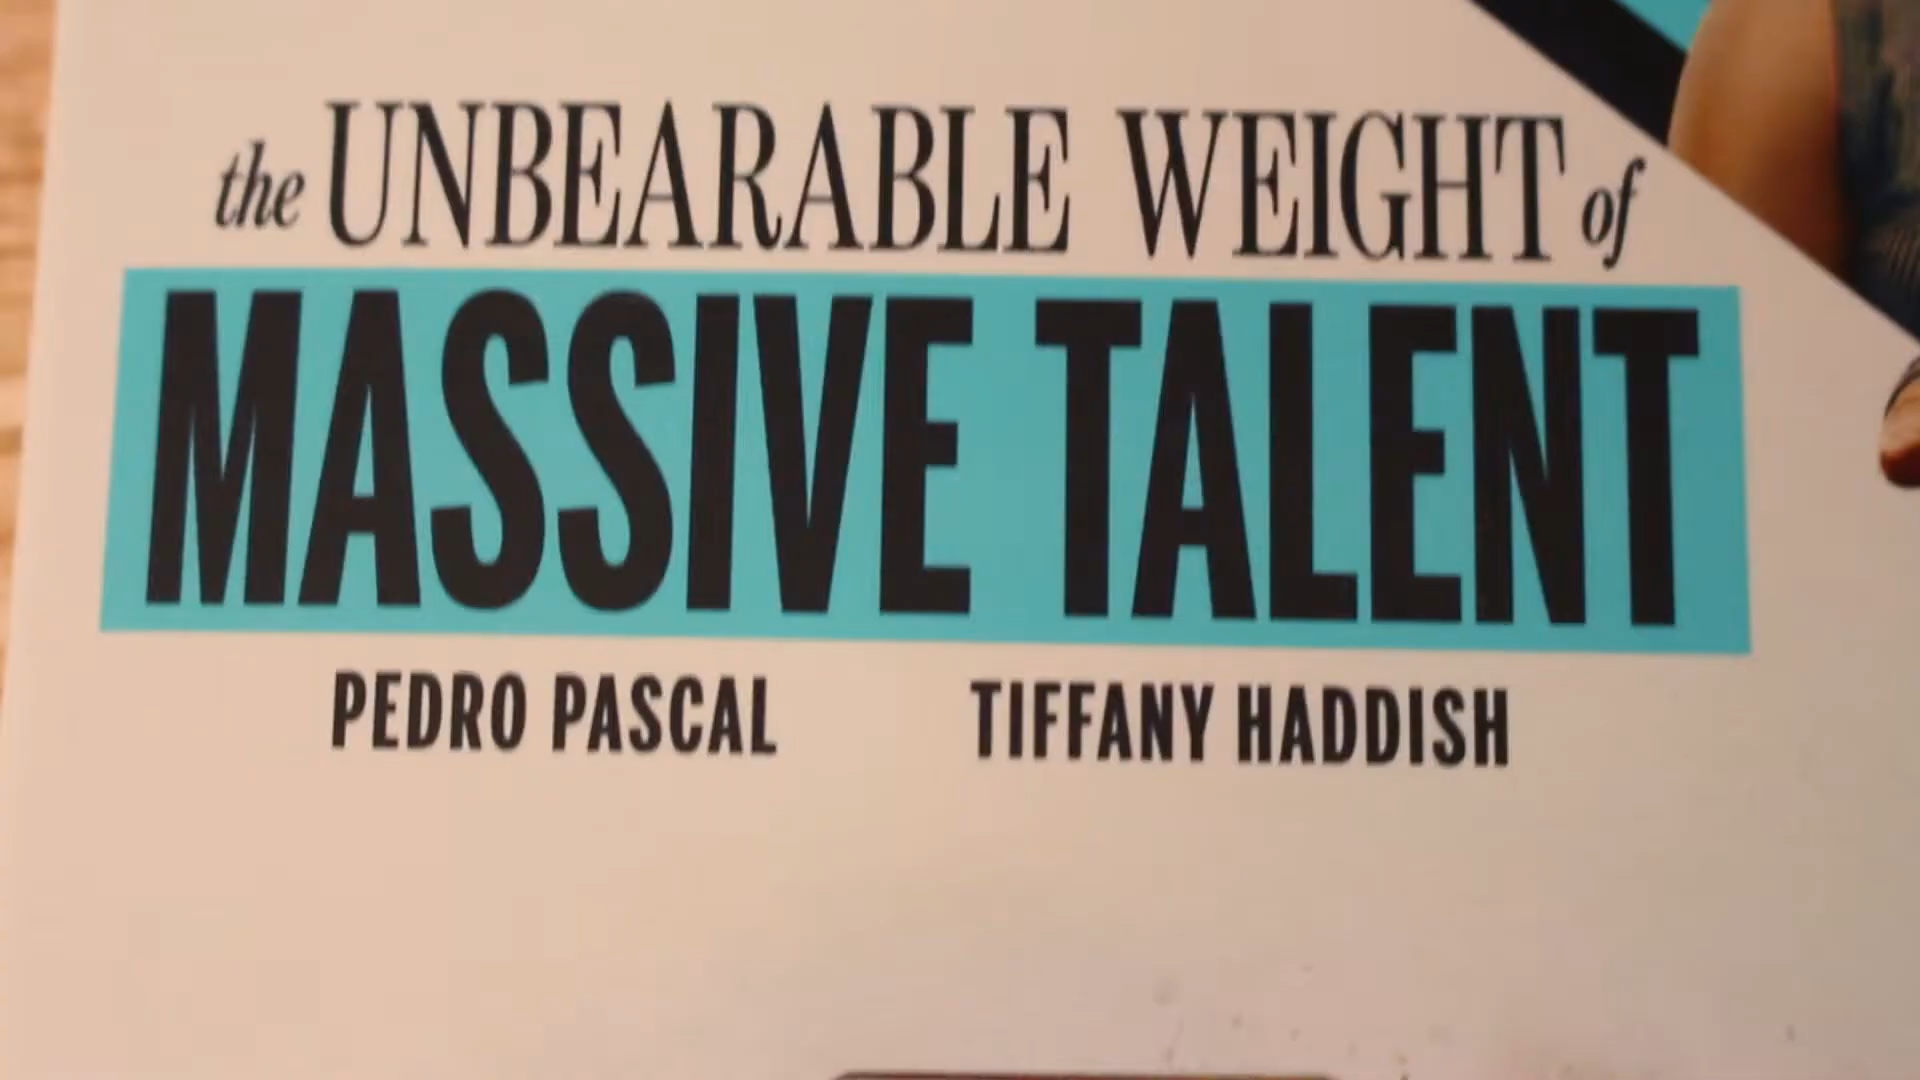 the UNBEARABLE WEIGHT of
MASSIVE TALENT
PEDRO PASCAL TIFFANY HADDISH